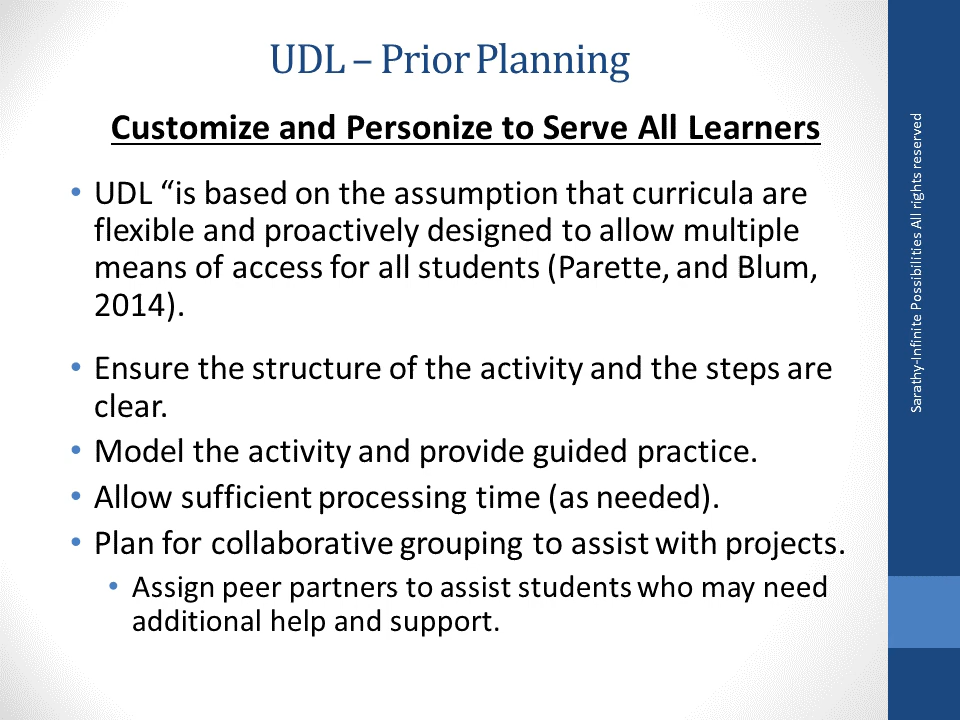 UDL – Prior Planning
Customize and Personize to Serve All Learners
• UDL “is based on the assumption that curricula are
flexible and proactively designed to allow multiple
means of access for all students (Parette, and Blum,
2014).
• Ensure the structure of the activity and the steps are
clear.
• Model the activity and provide guided practice.
• Allow sufficient processing time (as needed).
• Plan for collaborative grouping to assist with projects.
• Assign peer partners to assist students who may need
additional help and support.
Sarathy-Infinite Possibilities All rights reserved